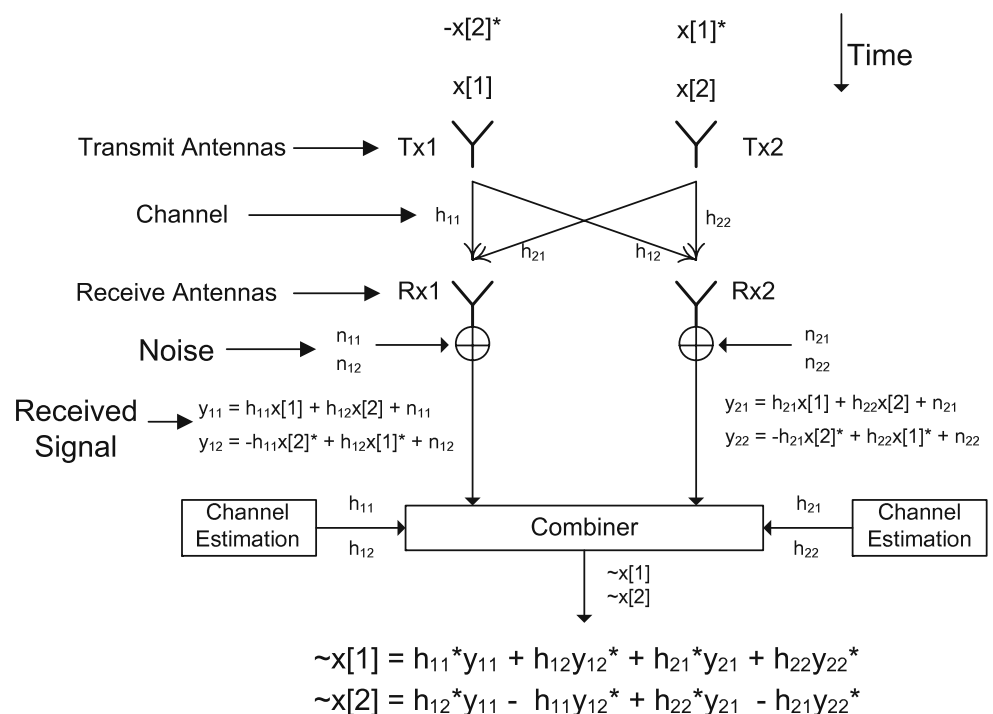 -x[2]* x[1]*
Time
x[1] x[2]
Transmit Antennas Tx1 Tx2
Channel h₁₁ h₂₂
h₂₁ h₁₂
Receive Antennas Rx1 Rx2
n₁₁ n₂₁
Noise
n₁₂ n₂₂
Received
Signal
y₁₁ = h₁₁x[1] + h₁₂x[2] + n₁₁
y₁₂ = -h₁₁x[2]* + h₁₂x[1]* + n₁₂
y₂₁ = h₂₁x[1] + h₂₂x[2] + n₂₁
y₂₂ = -h₂₁x[2]* + h₂₂x[1]* + n₂₂
Channel
Estimation
h₁₁
h₁₂
Combiner
h₂₁
h₂₂
Channel
Estimation
~x[1]
~x[2]
~x[1] = h₁₁*y₁₁ + h₁₂y₁₂* + h₂₁*y₂₁ + h₂₂y₂₂*
~x[2] = h₁₂*y₁₁ - h₁₁y₁₂* + h₂₂*y₂₁ - h₂₁y₂₂*